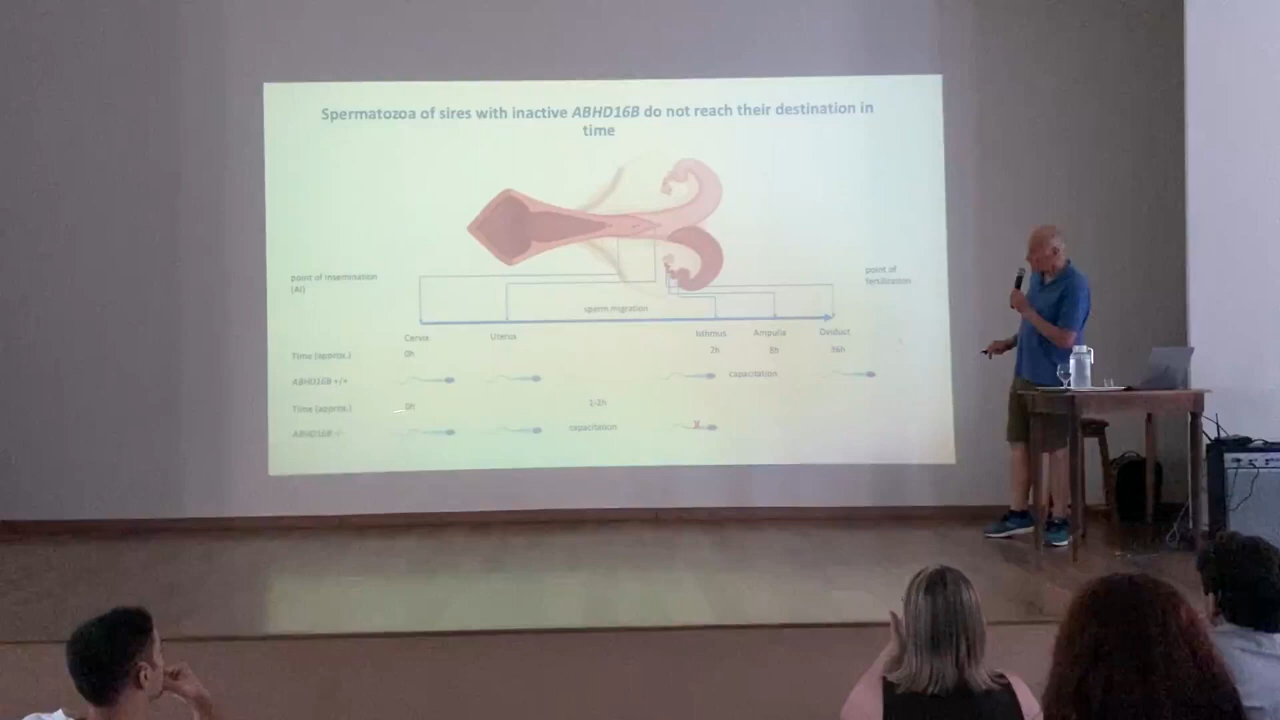 Spermatozoa of sires with inactive ABHD16B do not reach their destination in
time
point of insemination
(AI)
point of
fertilization
sperm migration
Cervix
Uterus
Isthmus
Ampulla
Oviduct
Time (approx.)
0h
2h
8h
ABHD16B +/+
capacitation
Time (approx.)
0h
1-2h
ABHD16B -/-
capacitation
X